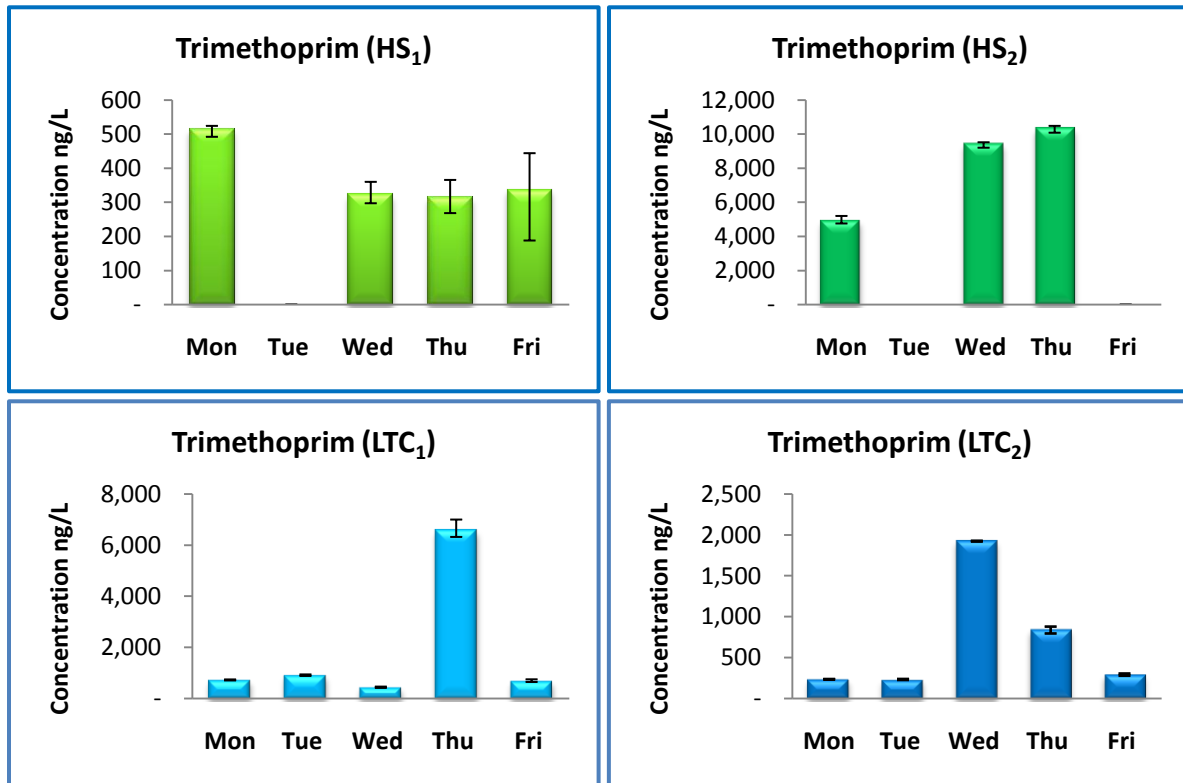 Trimethoprim (HS₁)
Concentration ng/L
600
500
400
300
200
100
-
Mon Tue Wed Thu Fri
Trimethoprim (HS₂)
Concentration ng/L
12,000
10,000
8,000
6,000
4,000
2,000
-
Mon Tue Wed Thu Fri
Trimethoprim (LTC₁)
Concentration ng/L
8,000
6,000
4,000
2,000
-
Mon Tue Wed Thu Fri
Trimethoprim (LTC₂)
Concentration ng/L
2,500
2,000
1,500
1,000
500
-
Mon Tue Wed Thu Fri